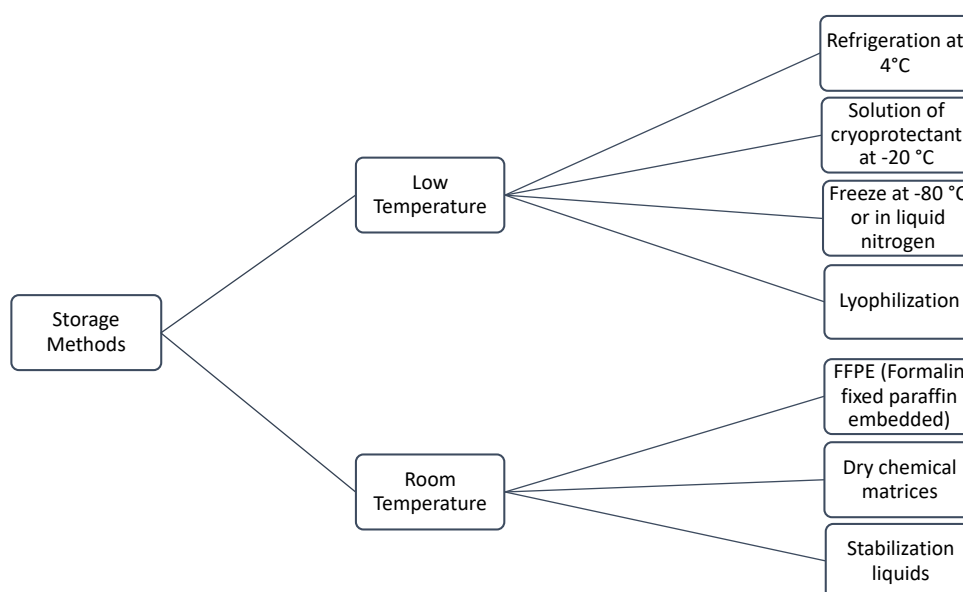 Storage
Methods
Low
Temperature
Refrigeration at
4°C
Solution of
cryoprotectant
at -20 °C
Freeze at -80 °C
or in liquid
nitrogen
Lyophilization
Room
Temperature
FFPE (Formalin
fixed paraffin
embedded)
Dry chemical
matrices
Stabilization
liquids